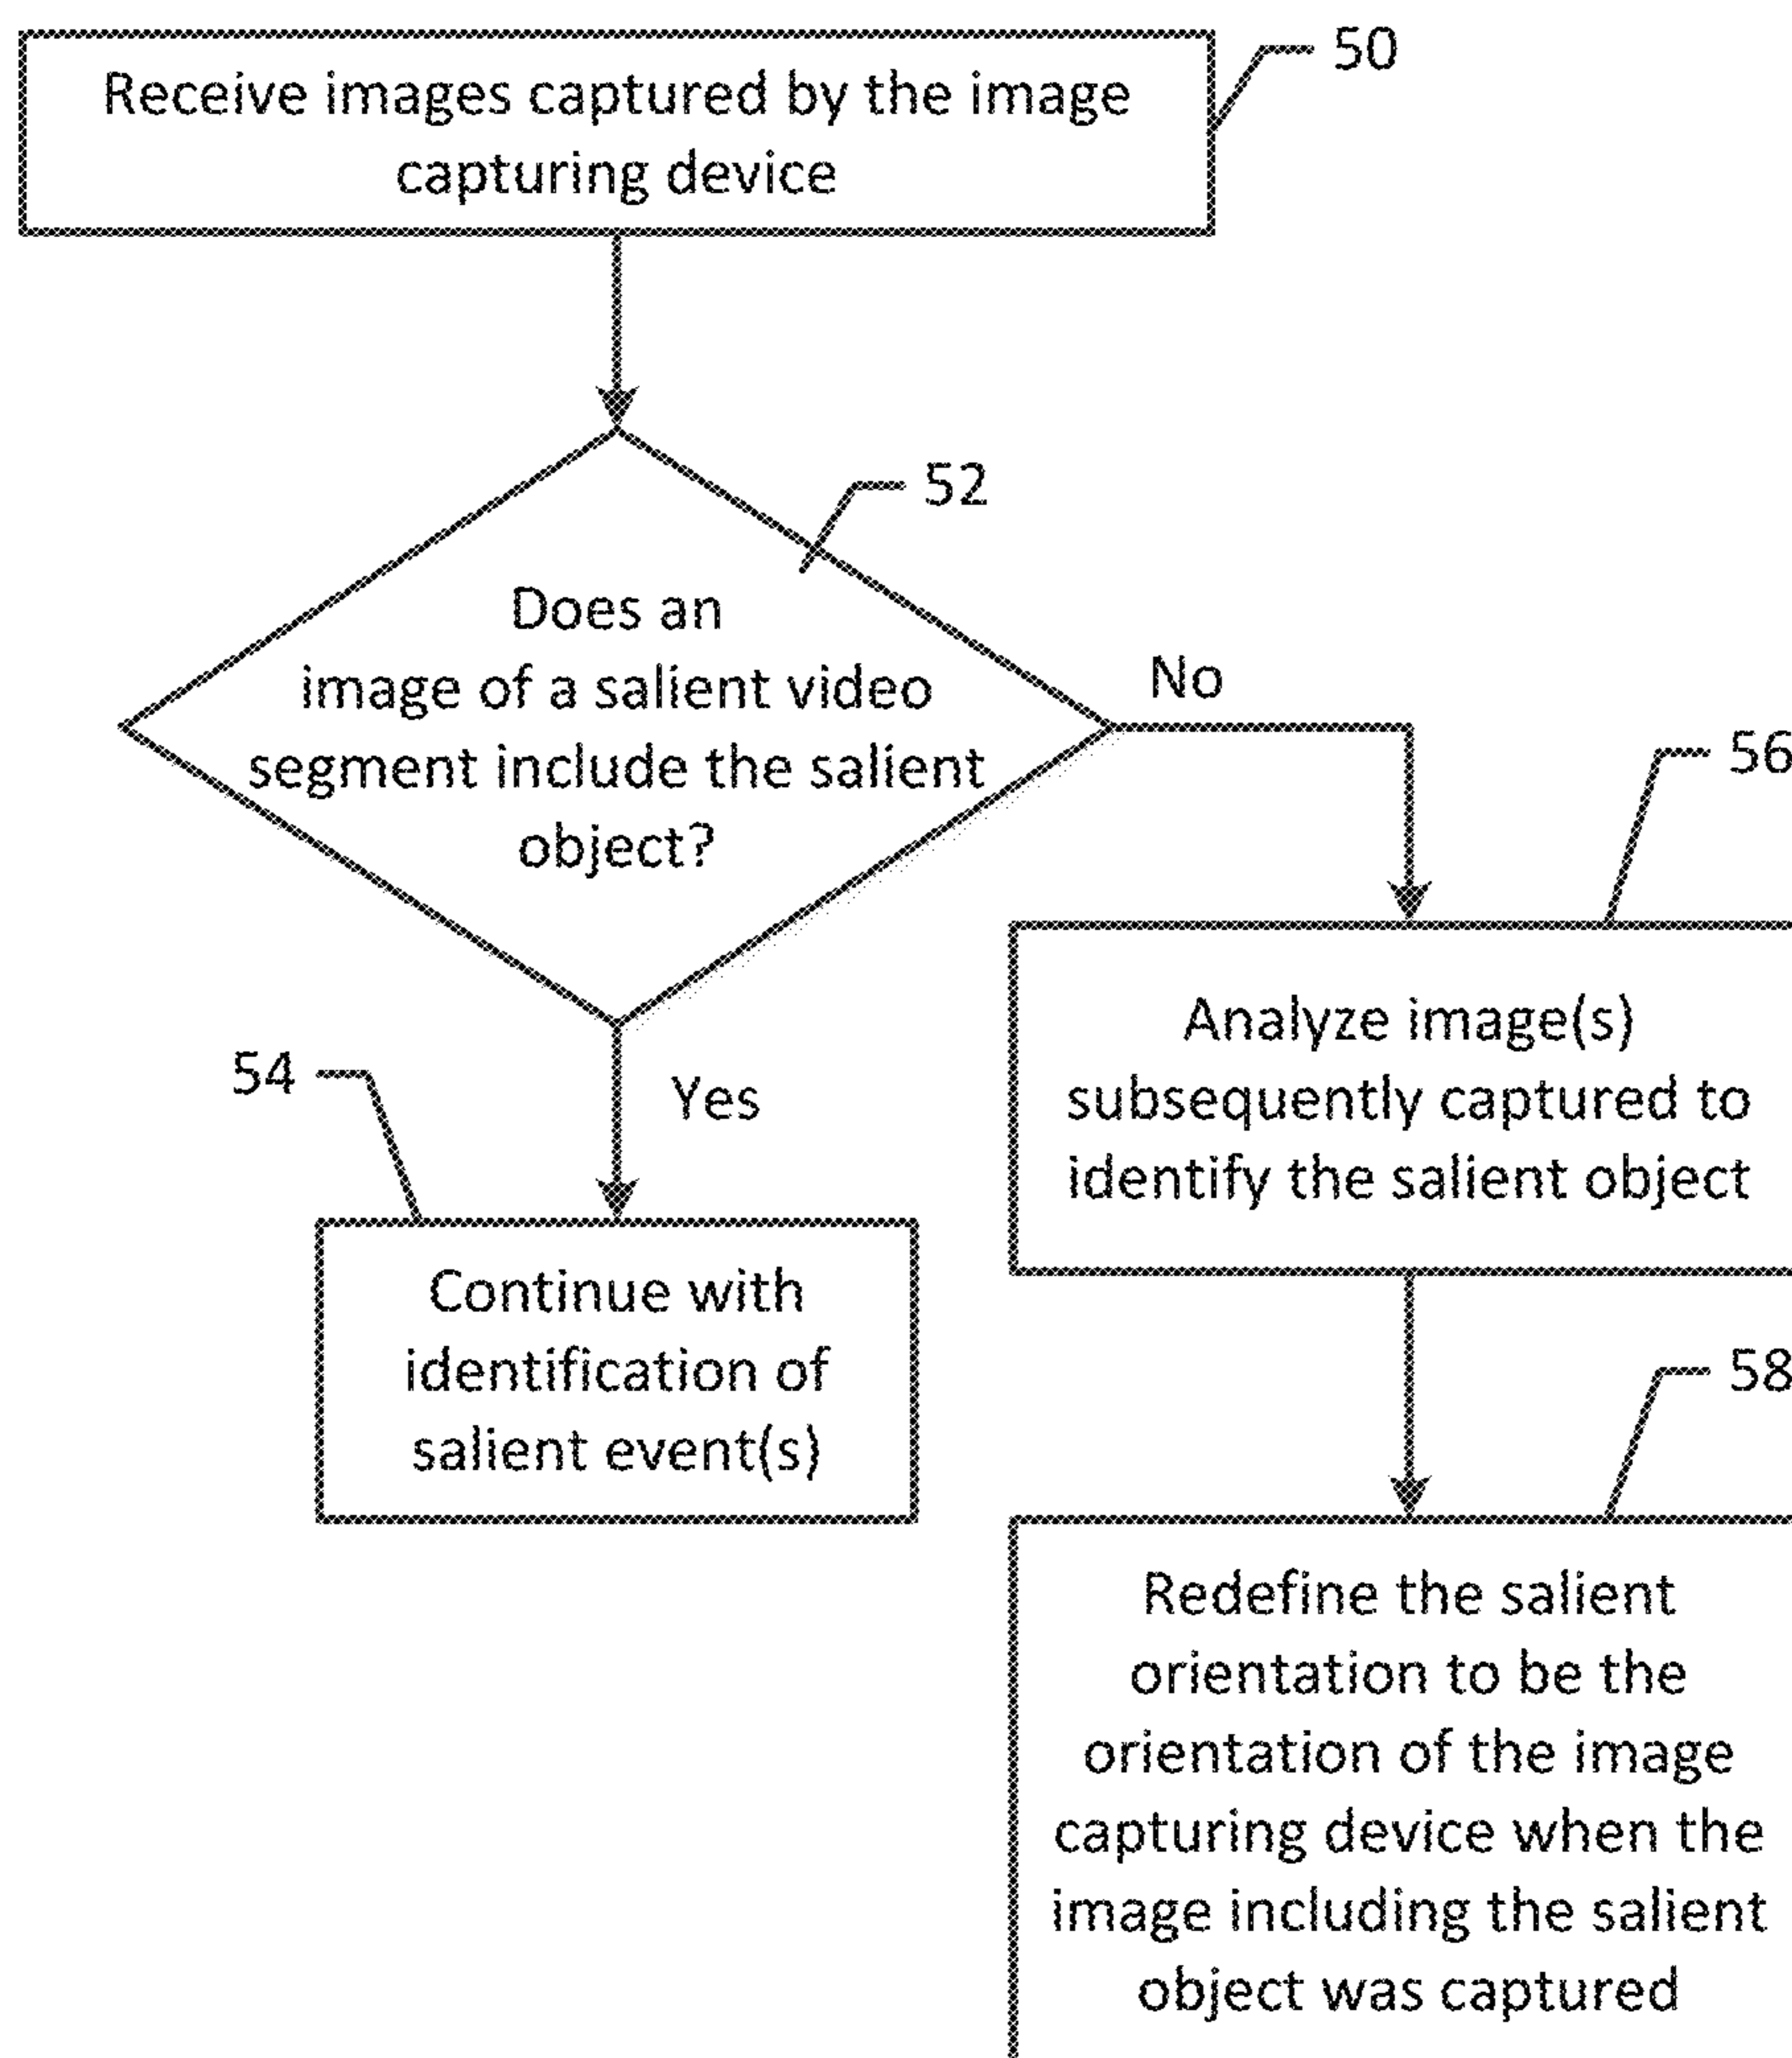 Receive images captured by the image
capturing device
50
52
Does an
image of a salient video
segment include the salient
object?
No
56
Analyze image(s)
subsequently captured to
identify the salient object
54
Yes
Continue with
identification of
salient event(s)
58
Redefine the salient
orientation to be the
orientation of the image
capturing device when the
image including the salient
object was captured